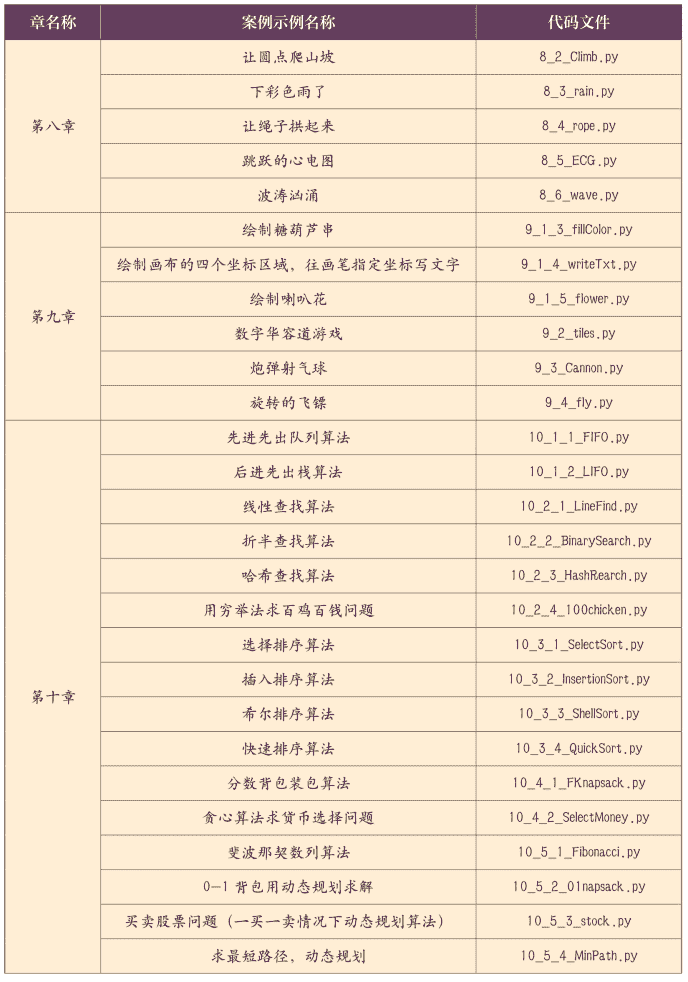 章名称 案例示例名称 代码文件
第八章
让圆点爬山坡 8_2_Climb.py
下彩色雨了 8_3_rain.py
让绳子拱起来 8_4_rope.py
跳跃的心电图 8_5_ECG.py
波涛汹涌 8_6_wave.py
第九章
绘制糖葫芦串 9_1_3_fillColor.py
绘制画布的四个坐标区域，往画笔指定坐标写文字 9_1_4_writeTxt.py
绘制喇叭花 9_1_5_flower.py
数字华容道游戏 9_2_tiles.py
炮弹射气球 9_3_Cannon.py
旋转的飞镖 9_4_fly.py
第十章
先进先出队列算法 10_1_1_FIFO.py
后进先出栈算法 10_1_2_LIFO.py
线性查找算法 10_2_1_LineFind.py
折半查找算法 10_2_2_BinarySearch.py
哈希查找算法 10_2_3_HashRearch.py
用穷举法求百鸡百钱问题 10_2_4_100chicken.py
选择排序算法 10_3_1_SelectSort.py
插入排序算法 10_3_2_InsertionSort.py
希尔排序算法 10_3_3_ShellSort.py
快速排序算法 10_3_4_QuickSort.py
分数背包装包算法 10_4_1_FKnapsack.py
贪心算法求货币选择问题 10_4_2_SelectMoney.py
斐波那契数列算法 10_5_1_Fibonacci.py
0—1 背包用动态规划求解 10_5_2_01napsack.py
买卖股票问题（一买一卖情况下动态规划算法） 10_5_3_stock.py
求最短路径，动态规划 10_5_4_MinPath.py